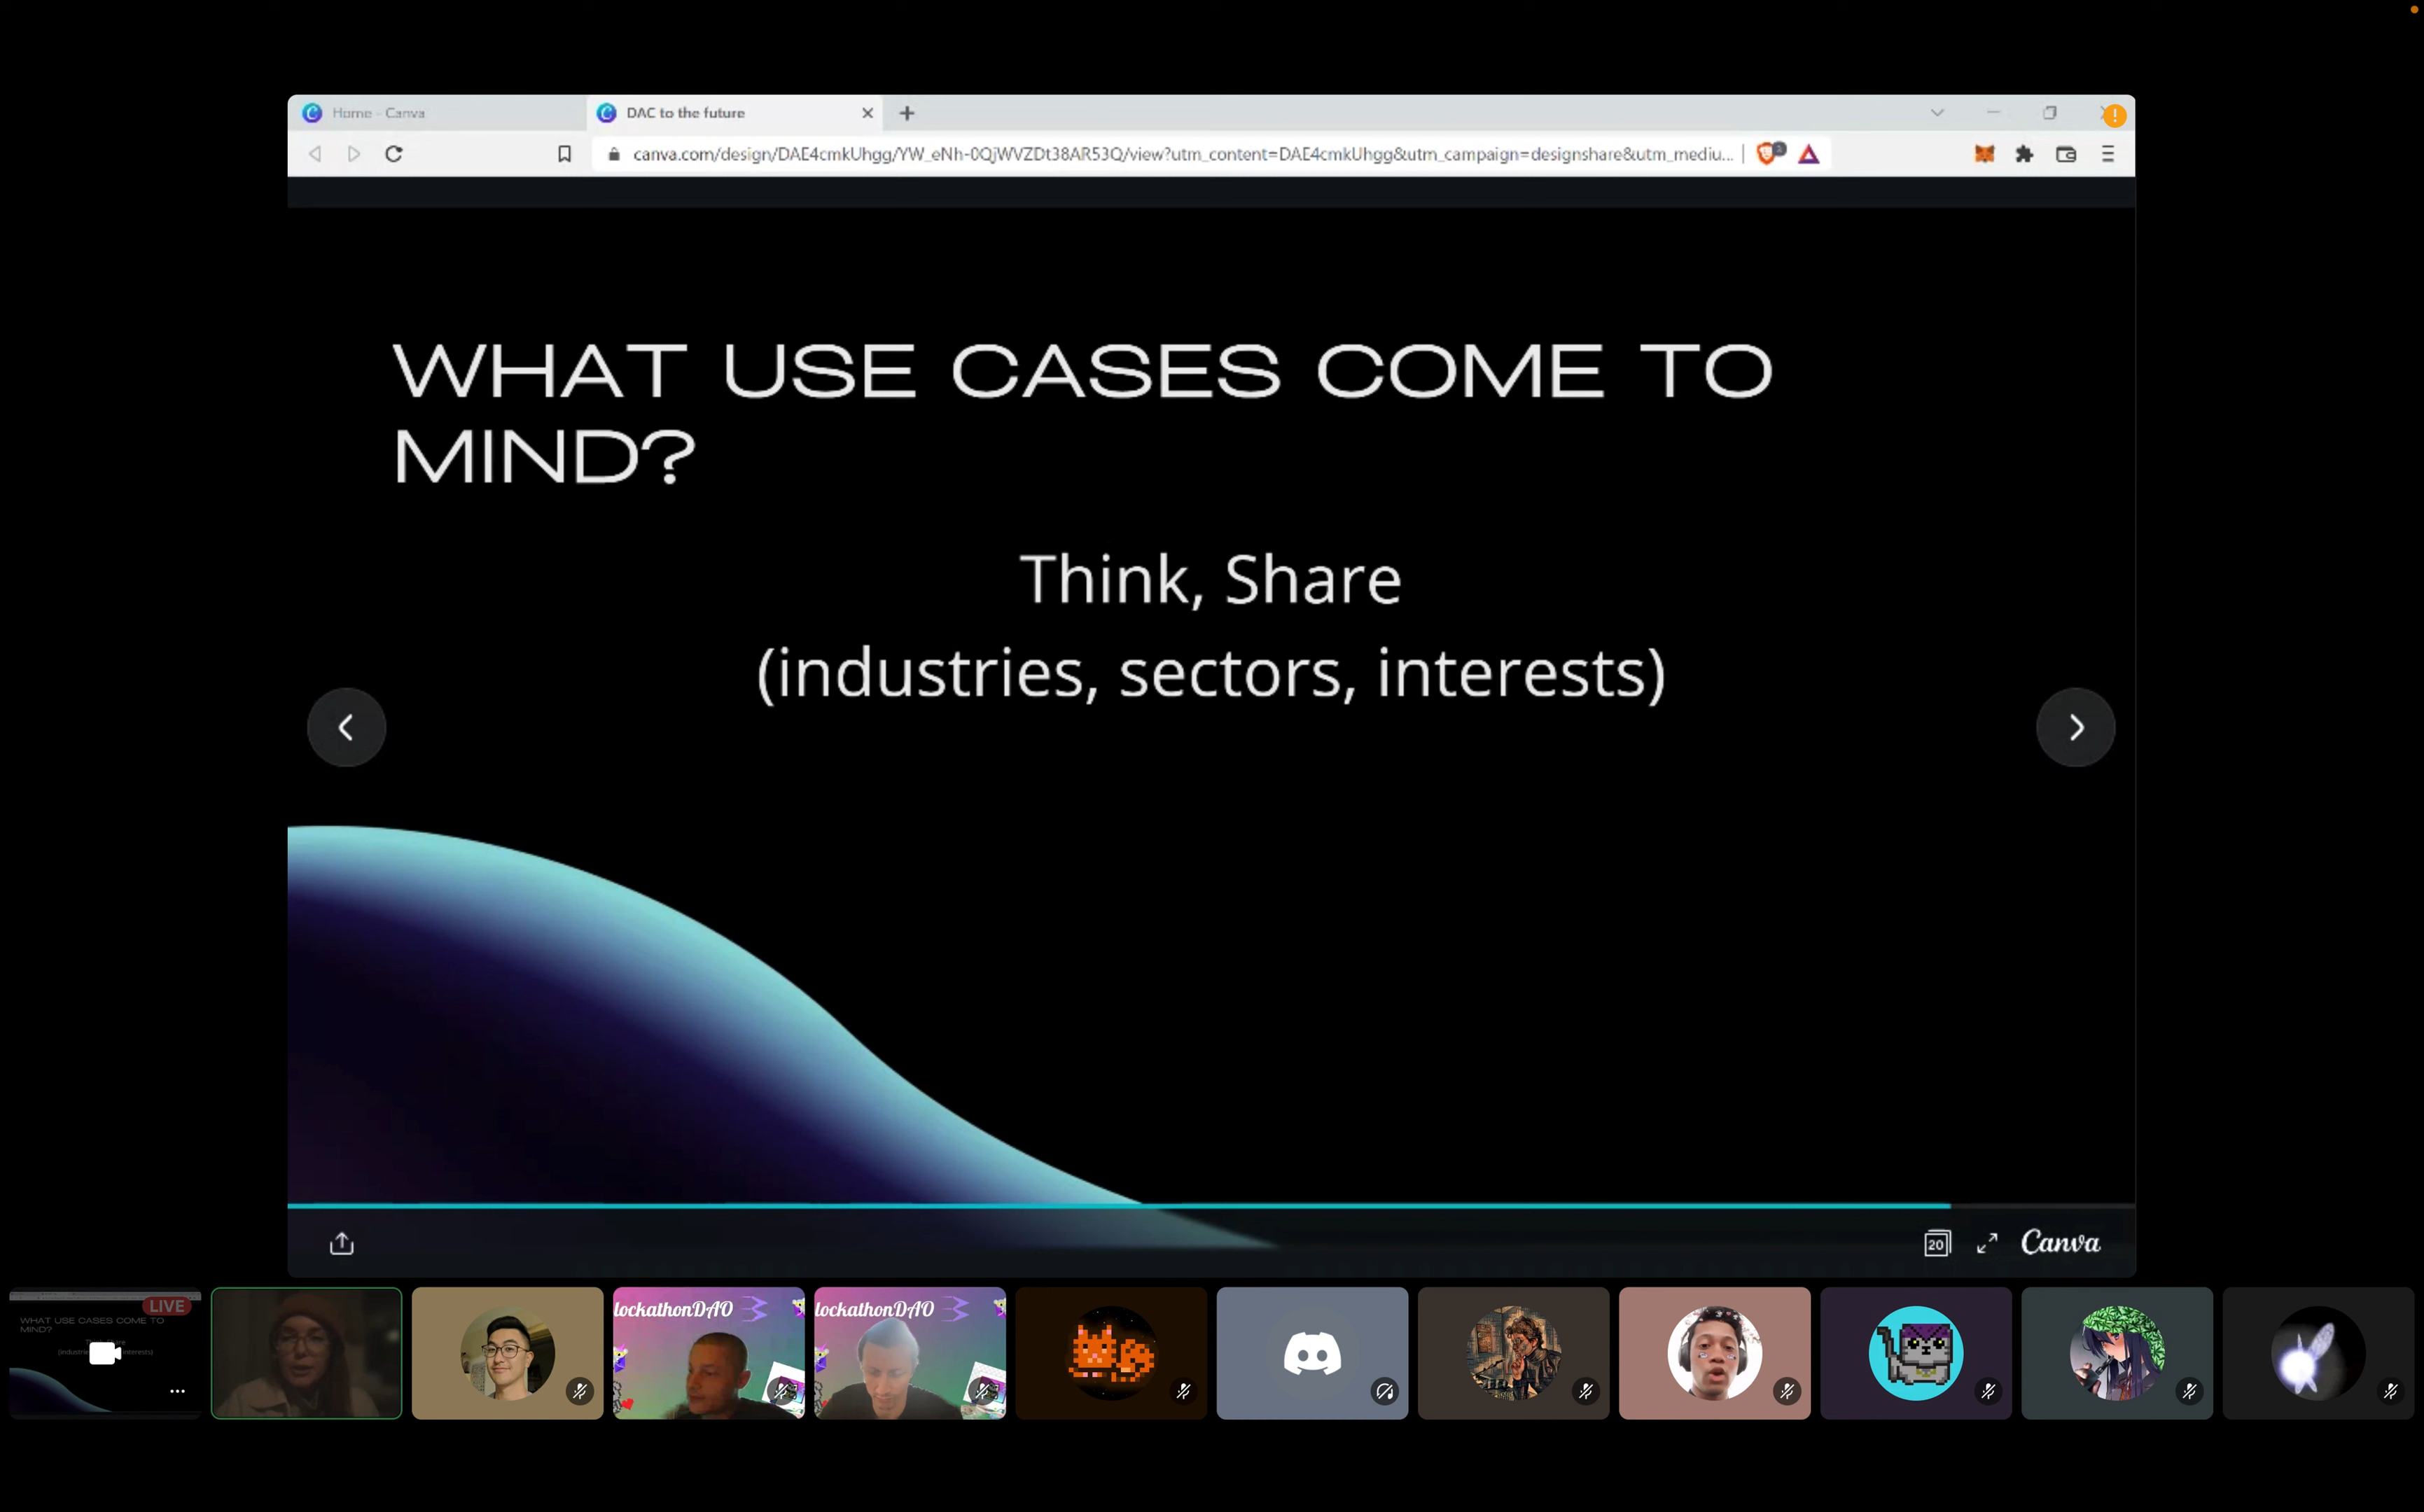 Home - Canva
DAC to the future
canva.com/design/DAE4cmkUhgg/YW_eNh-0QjWVZDt38AR53Q/view?utm_content=DAE4cmkUhgg&utm_campaign=designshare&utm_mediu...
WHAT USE CASES COME TO
MIND?
Think, Share
(industries, sectors, interests)
20
Canva
LIVE
WHAT USE CASES COME TO
MIND?
lockathonDAO
lockathonDAO